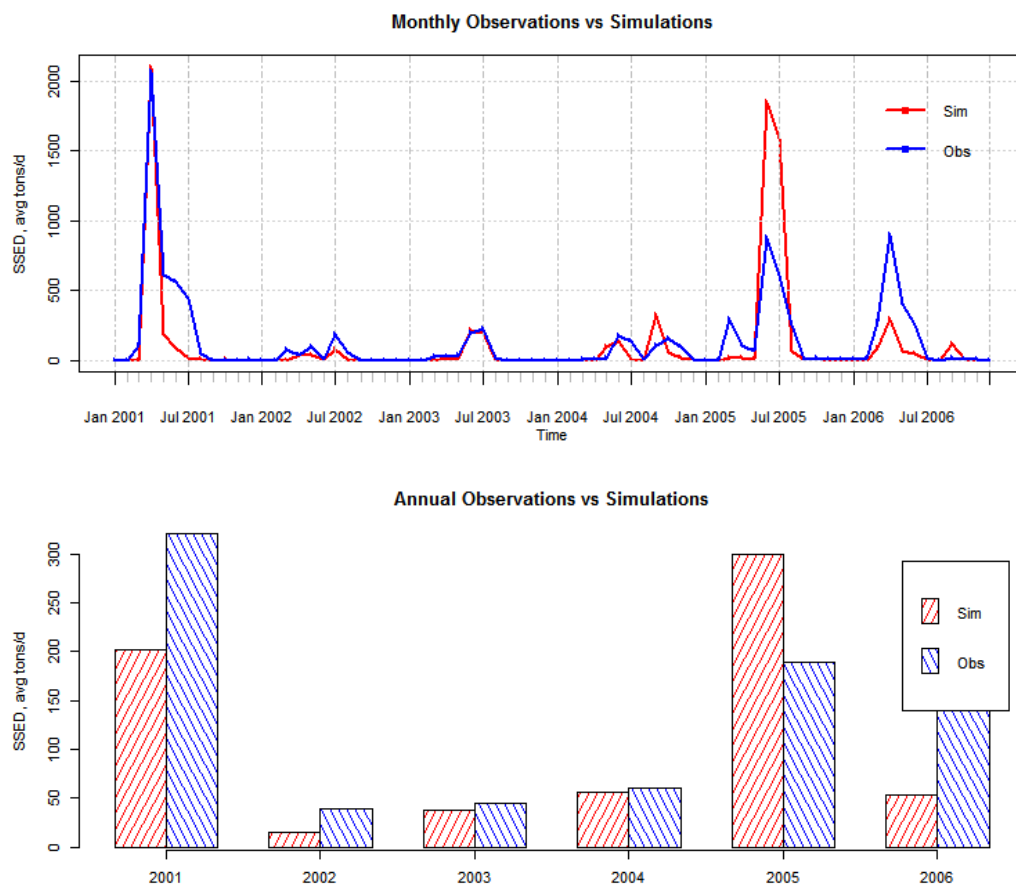 Monthly Observations vs Simulations
SSED, avg tons/d
2000
1500
1000
500
0
Sim
Obs
Jan 2001 Jul 2001 Jan 2002 Jul 2002 Jan 2003 Jul 2003 Jan 2004 Jul 2004 Jan 2005 Jul 2005 Jan 2006 Jul 2006
Time
Annual Observations vs Simulations
SSED, avg tons/d
300
250
200
150
100
50
0
Sim
Obs
2001 2002 2003 2004 2005 2006